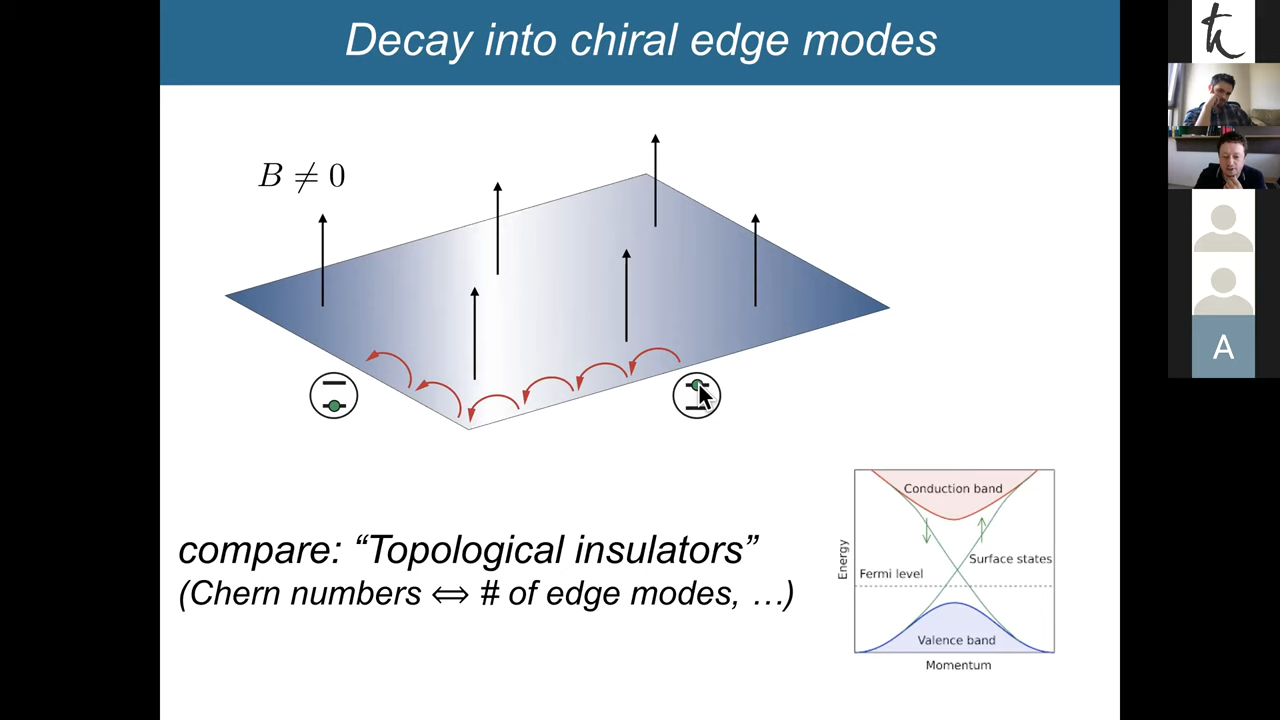 Decay into chiral edge modes
B ≠ 0
compare: “Topological insulators”
(Chern numbers ⇔ # of edge modes, …)
Conduction band
Surface states
Fermi level
Valence band
Energy
Momentum
A